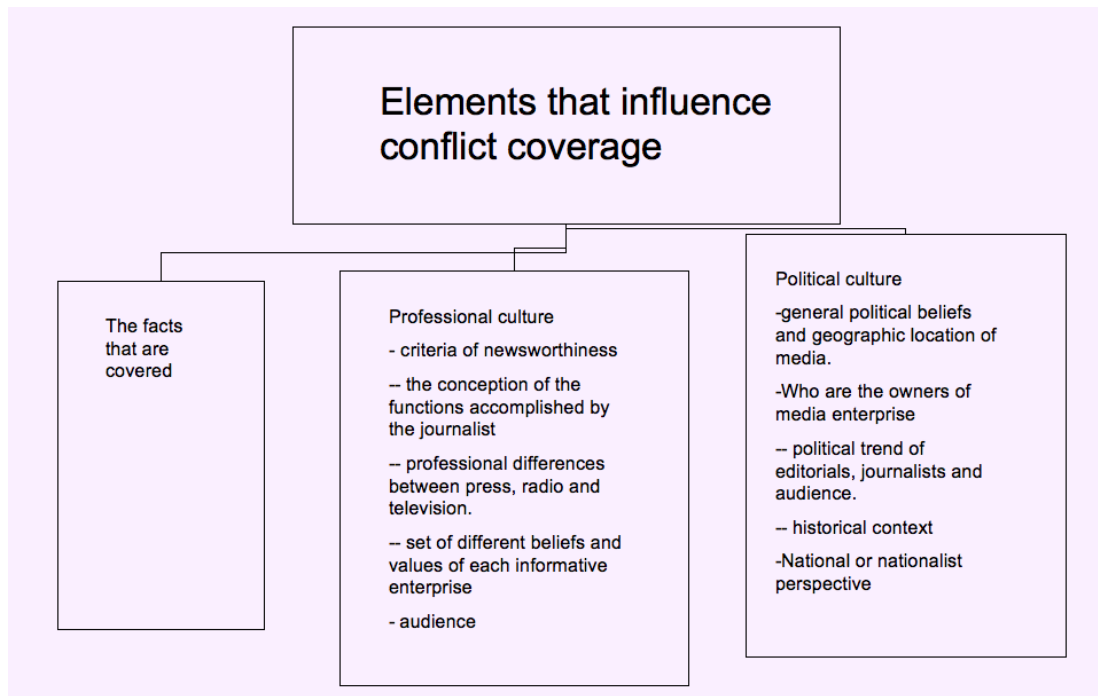 Elements that influence
conflict coverage
The facts
that are
covered
Professional culture
- criteria of newsworthiness
-- the conception of the
functions accomplished by
the journalist
-- professional differences
between press, radio and
television.
-- set of different beliefs and
values of each informative
enterprise
- audience
Political culture
-general political beliefs
and geographic location of
media.
-Who are the owners of
media enterprise
-- political trend of
editorials, journalists and
audience.
-- historical context
-National or nationalist
perspective